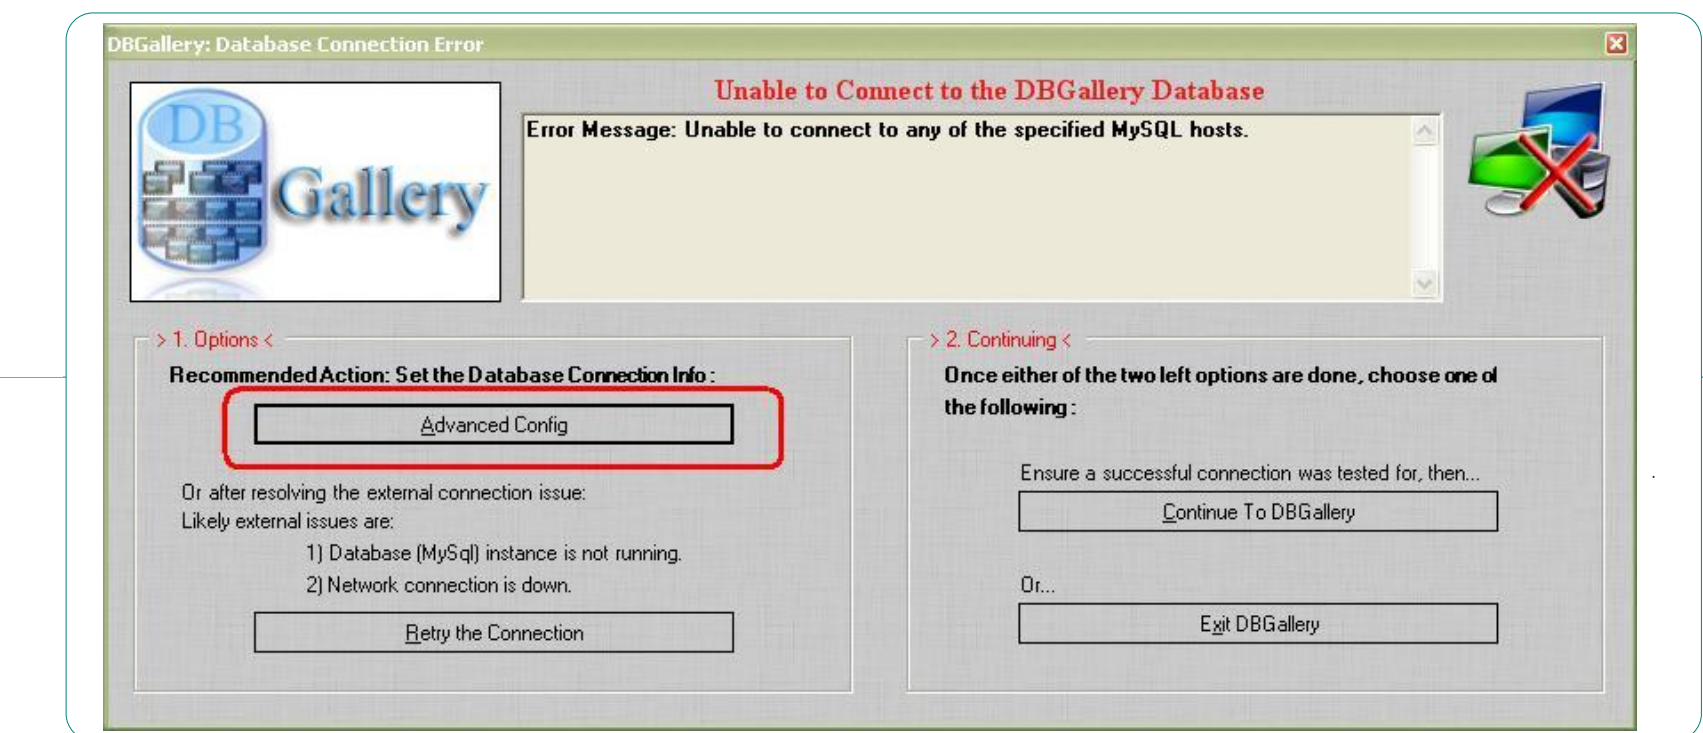 DBGallery: Database Connection Error
DB
Gallery
Unable to Connect to the DBGallery Database
Error Message: Unable to connect to any of the specified MySQL hosts.
> 1. Options <
Recommended Action: Set the Database Connection Info :
Advanced Config
Or after resolving the external connection issue:
Likely external issues are:
1) Database (MySql) instance is not running.
2) Network connection is down.
Retry the Connection
> 2. Continuing <
Once either of the two left options are done, choose one of
the following :
Ensure a successful connection was tested for, then...
Continue To DBGallery
Or...
Exit DBGallery